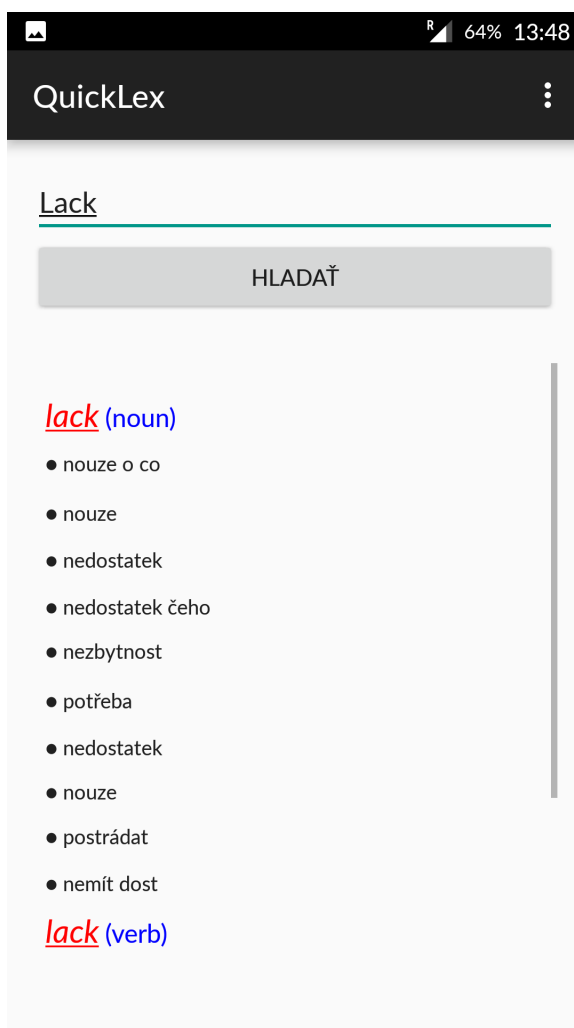 R 64% 13:48
QuickLex
Lack
HLADAŤ
lack (noun)
● nouze o co
● nouze
● nedostatek
● nedostatek čeho
● nezbytnost
● potřeba
● nedostatek
● nouze
● postrádat
● nemít dost
lack (verb)